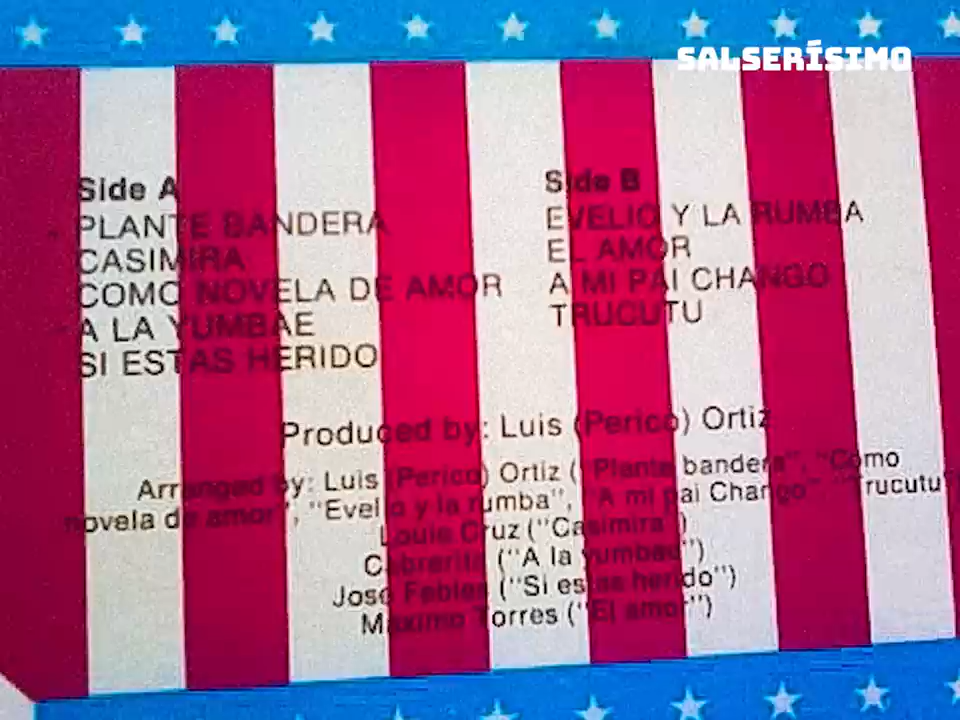 SALSERÍSIMO
Side A
PLANTE BANDERA
CASIMIRA
COMO NOVELA DE AMOR
A LA YUMBAE
SI ESTAS HERIDO
Side B
EVELIO Y LA RUMBA
EL AMOR
A MI PAI CHANGO
TRUCUTU
Produced by: Luis (Perico) Ortiz
Arranged by: Luis (Perico) Ortiz ("Plante bandera", "Como
novela de amor", "Evelio y la rumba", "A mi pai Chango" "Trucutu"
Louie Cruz ("Casimira")
Cabrerita ("A la yumbae")
José Febles ("Si estas herido")
Maximo Torres ("El amor")